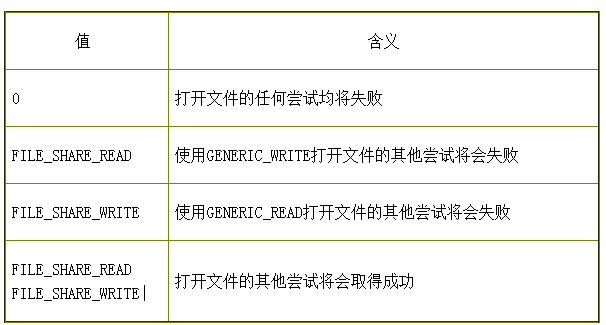 值 含义
0 打开文件的任何尝试均将失败
FILE_SHARE_READ 使用GENERIC_WRITE打开文件的其他尝试将会失败
FILE_SHARE_WRITE 使用GENERIC_READ打开文件的其他尝试将会失败
FILE_SHARE_READ
FILE_SHARE_WRITE| 打开文件的其他尝试将会取得成功